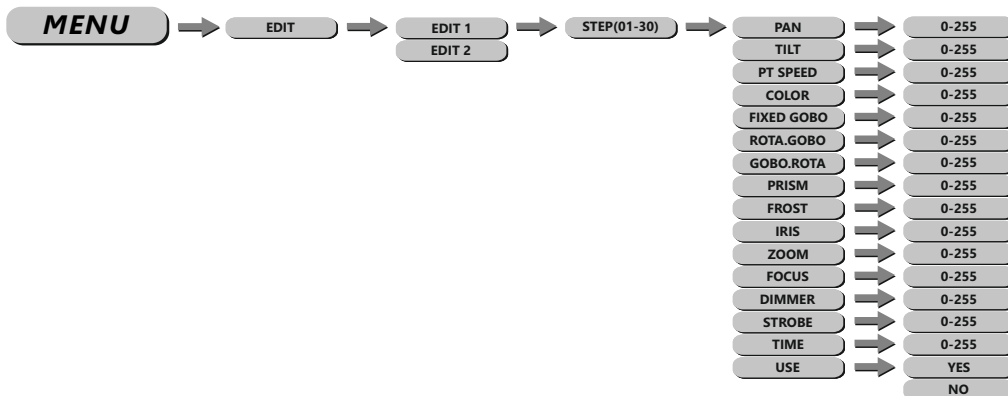 MENU EDIT EDIT 1 STEP(01-30) PAN 0-255
EDIT 2 TILT 0-255
PT SPEED 0-255
COLOR 0-255
FIXED GOBO 0-255
ROTA.GOBO 0-255
GOBO.ROTA 0-255
PRISM 0-255
FROST 0-255
IRIS 0-255
ZOOM 0-255
FOCUS 0-255
DIMMER 0-255
STROBE 0-255
TIME 0-255
USE YES
NO